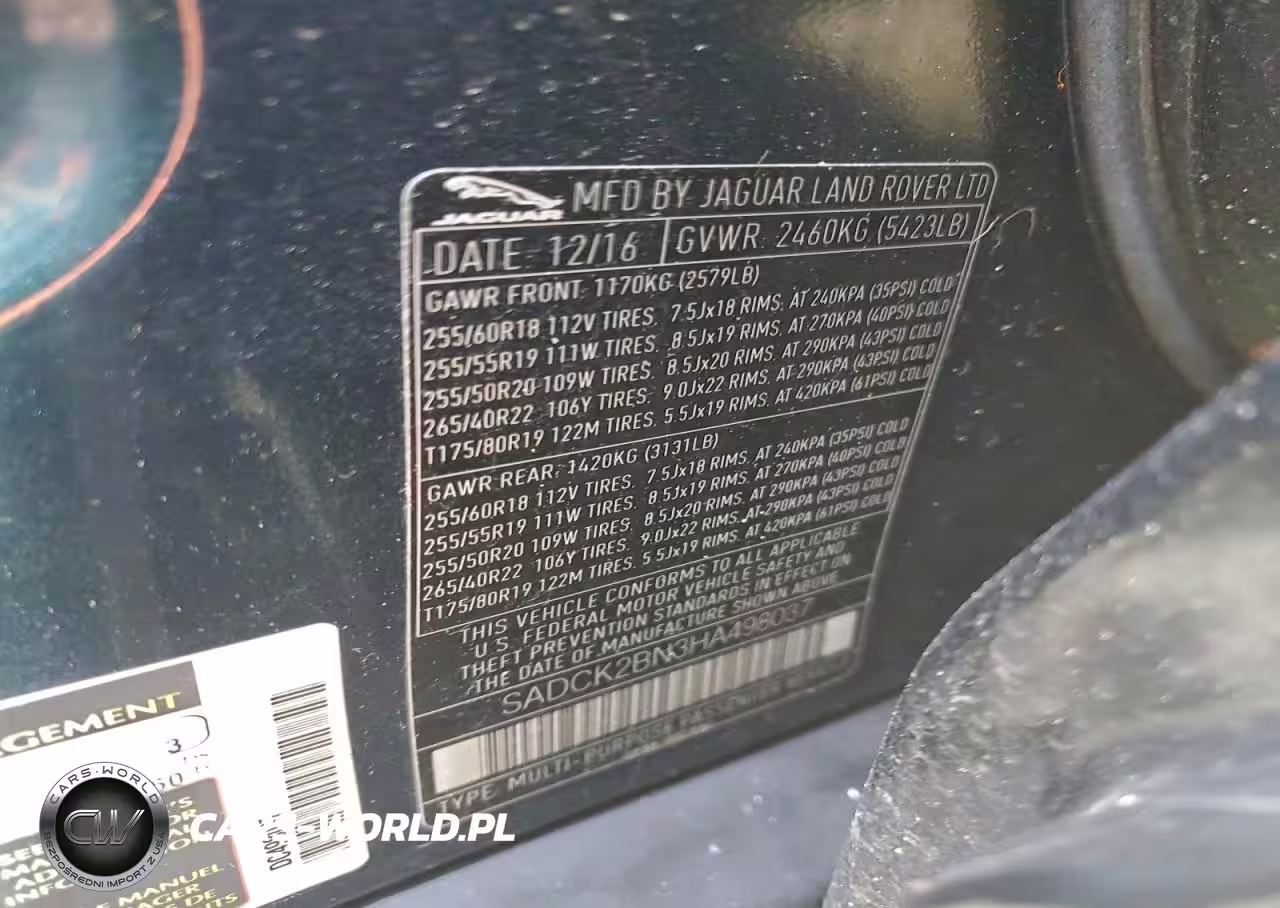 JAGUAR
MFD BY JAGUAR LAND ROVER LTD
DATE: 12/16 GVWR: 2460KG (5423LB)
GAWR FRONT: 1170KG (2579LB)
255/60R18 112V TIRES. 7.5Jx18 RIMS. AT 240KPA (35PSI) COLD
255/55R19 111W TIRES. 8.5Jx19 RIMS. AT 270KPA (40PSI) COLD
255/50R20 109W TIRES. 8.5Jx20 RIMS. AT 290KPA (43PSI) COLD
265/40R22 106Y TIRES. 9.0Jx22 RIMS. AT 290KPA (43PSI) COLD
T175/80R19 122M TIRES. 5.5Jx19 RIMS. AT 420KPA (61PSI) COLD
GAWR REAR: 1420KG (3131LB)
255/60R18 112V TIRES. 7.5Jx18 RIMS. AT 240KPA (35PSI) COLD
255/55R19 111W TIRES. 8.5Jx19 RIMS. AT 270KPA (40PSI) COLD
255/50R20 109W TIRES. 8.5Jx20 RIMS. AT 290KPA (43PSI) COLD
265/40R22 106Y TIRES. 9.0Jx22 RIMS. AT 290KPA (43PSI) COLD
T175/80R19 122M TIRES. 5.5Jx19 RIMS. AT 420KPA (61PSI) COLD
THIS VEHICLE CONFORMS TO ALL APPLICABLE
U.S. FEDERAL MOTOR VEHICLE SAFETY AND
THEFT PREVENTION STANDARDS IN EFFECT ON
THE DATE OF MANUFACTURE SHOWN ABOVE
SADCK2BN3HA498037
TYPE: MULTI-PURPOSE PASSENGER
GEMENT
3
MANUEL
DE
CARS-WORLD
CW
BEZPOŚREDNI IMPORT Z USA
CARS-WORLD.PL